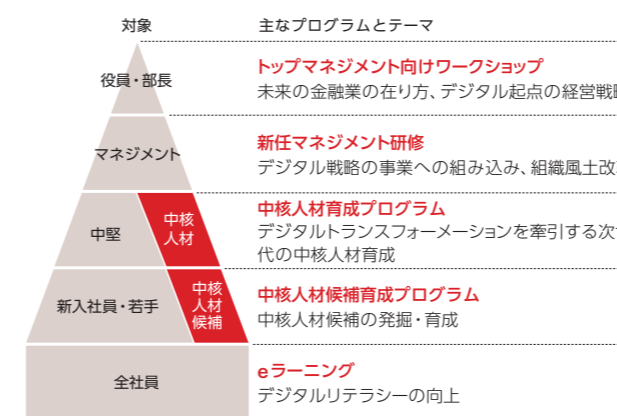 対象
主なプログラムとテーマ
役員・部長
トップマネジメント向けワークショップ
未来の金融業の在り方、デジタル起点の経営戦
マネジメント
新任マネジメント研修
デジタル戦略の事業への組み込み、組織風土改
中堅
中核
人材
中核人材育成プログラム
デジタルトランスフォーメーションを牽引する次
代の中核人材育成
新入社員・若手
中核
人材
候補
中核人材候補育成プログラム
中核人材候補の発掘・育成
全社員
eラーニング
デジタルリテラシーの向上